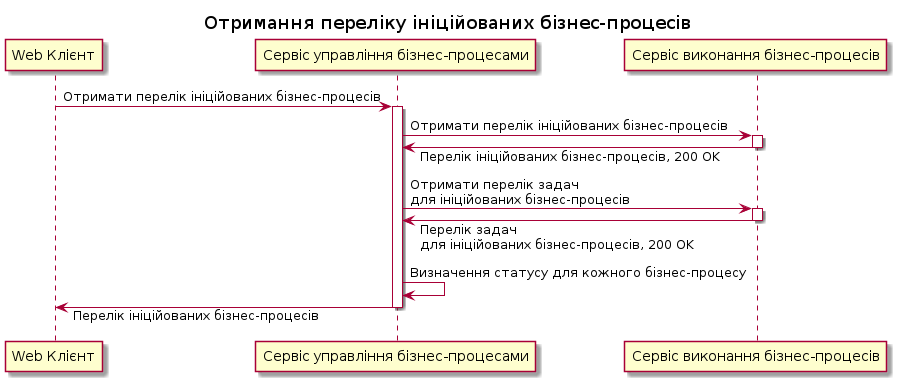 Отримання переліку ініційованих бізнес-процесів
Web Клієнт
Сервіс управління бізнес-процесами
Сервіс виконання бізнес-процесів
Отримати перелік ініційованих бізнес-процесів
Отримати перелік ініційованих бізнес-процесів
Перелік ініційованих бізнес-процесів, 200 OK
Отримати перелік задач
для ініційованих бізнес-процесів
Перелік задач
для ініційованих бізнес-процесів, 200 OK
Визначення статусу для кожного бізнес-процесу
Перелік ініційованих бізнес-процесів
Web Клієнт
Сервіс управління бізнес-процесами
Сервіс виконання бізнес-процесів